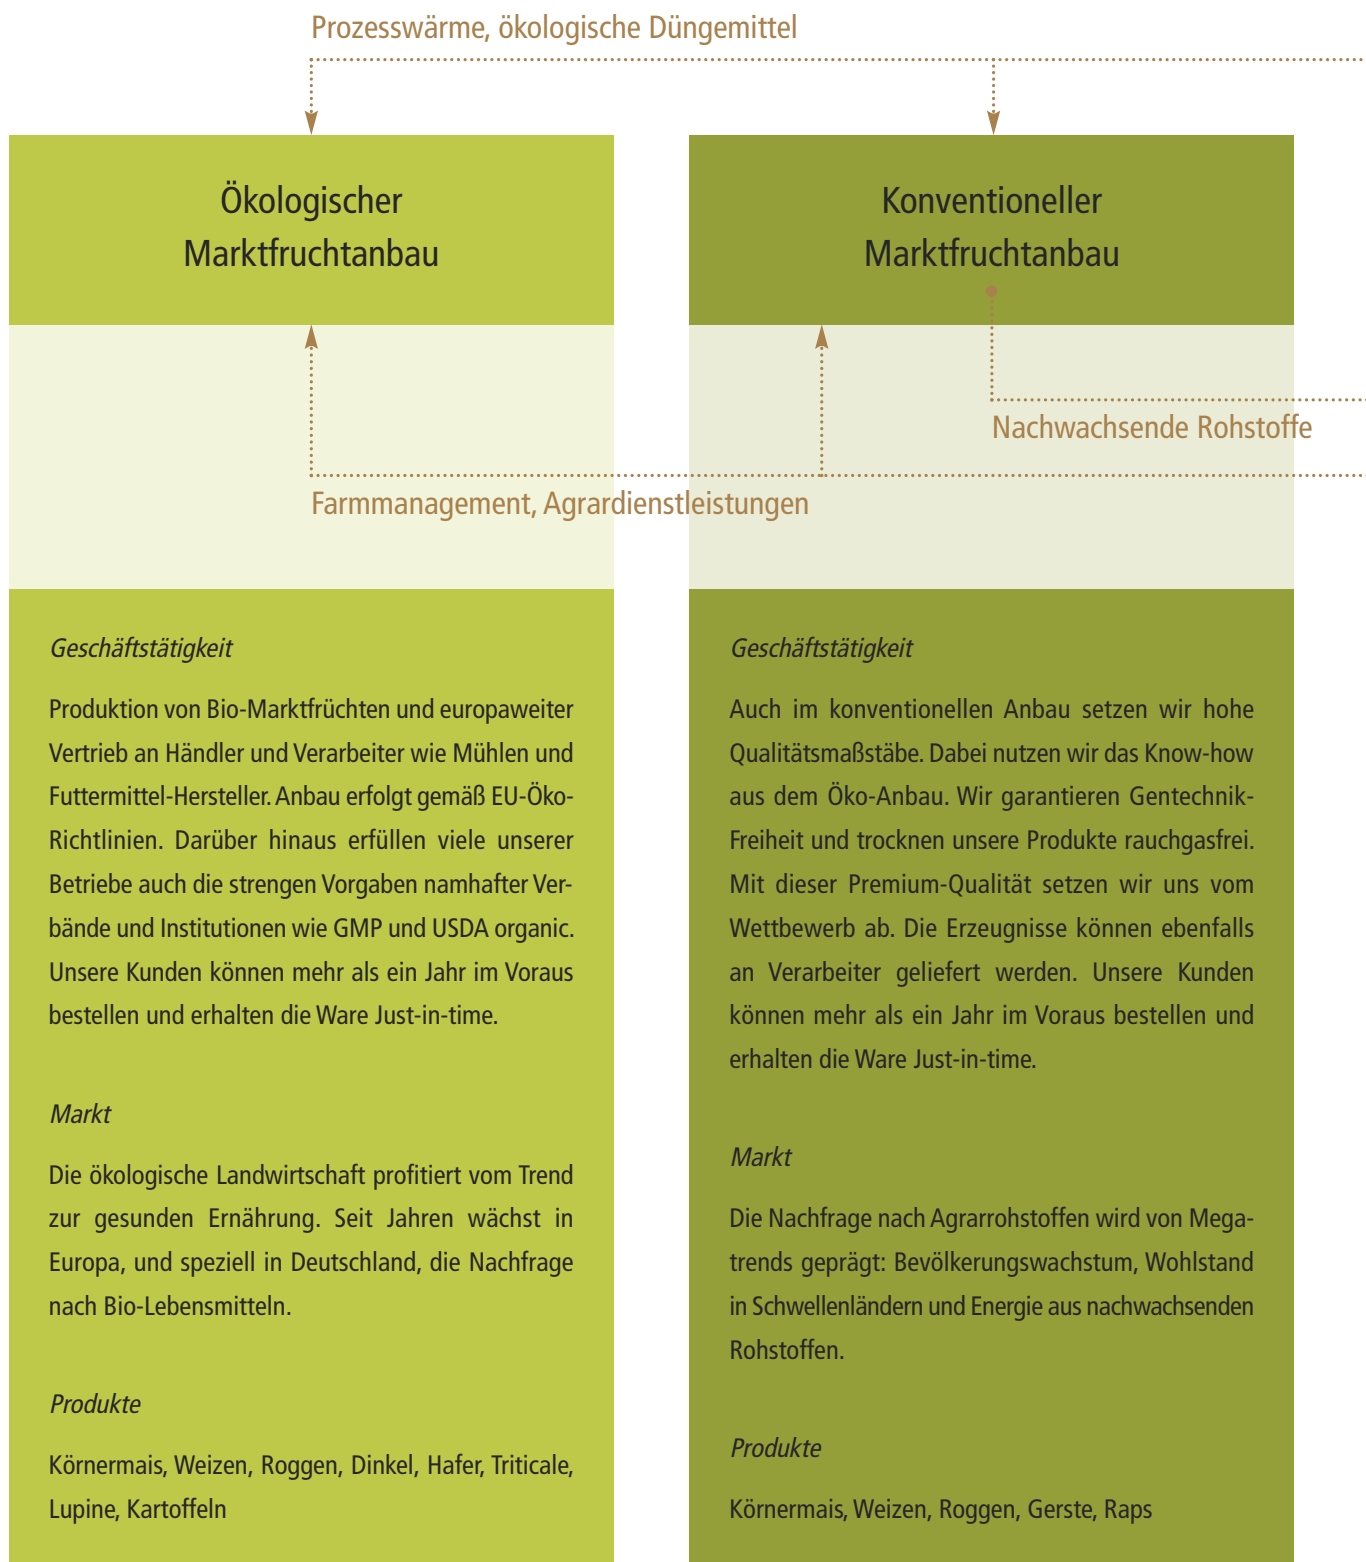 Prozesswärme, ökologische Düngemittel
Ökologischer
Marktfruchtanbau
Konventioneller
Marktfruchtanbau
Nachwachsende Rohstoffe
Farmmanagement, Agrardienstleistungen
Geschäftstätigkeit
Produktion von Bio-Marktfrüchten und europaweiter
Vertrieb an Händler und Verarbeiter wie Mühlen und
Futtermittel-Hersteller. Anbau erfolgt gemäß EU-Öko-
Richtlinien. Darüber hinaus erfüllen viele unserer
Betriebe auch die strengen Vorgaben namhafter Ver-
bände und Institutionen wie GMP und USDA organic.
Unsere Kunden können mehr als ein Jahr im Voraus
bestellen und erhalten die Ware Just-in-time.
Markt
Die ökologische Landwirtschaft profitiert vom Trend
zur gesunden Ernährung. Seit Jahren wächst in
Europa, und speziell in Deutschland, die Nachfrage
nach Bio-Lebensmitteln.
Produkte
Körnermais, Weizen, Roggen, Dinkel, Hafer, Triticale,
Lupine, Kartoffeln
Geschäftstätigkeit
Auch im konventionellen Anbau setzen wir hohe
Qualitätsmaßstäbe. Dabei nutzen wir das Know-how
aus dem Öko-Anbau. Wir garantieren Gentechnik-
Freiheit und trocknen unsere Produkte rauchgasfrei.
Mit dieser Premium-Qualität setzen wir uns vom
Wettbewerb ab. Die Erzeugnisse können ebenfalls
an Verarbeiter geliefert werden. Unsere Kunden
können mehr als ein Jahr im Voraus bestellen und
erhalten die Ware Just-in-time.
Markt
Die Nachfrage nach Agrarrohstoffen wird von Mega-
trends geprägt: Bevölkerungswachstum, Wohlstand
in Schwellenländern und Energie aus nachwachsenden
Rohstoffen.
Produkte
Körnermais, Weizen, Roggen, Gerste, Raps